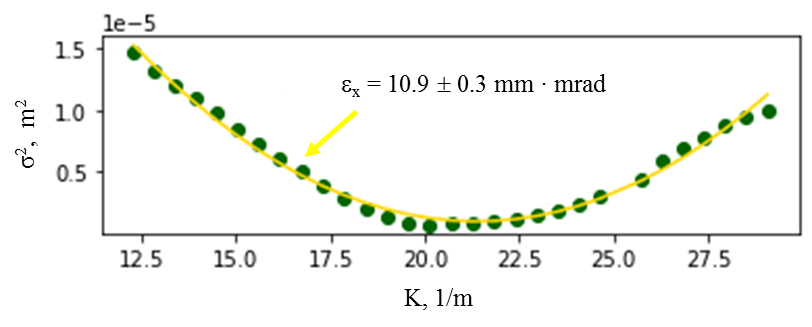 1e−5
1.5
1.0
0.5
σ², m²
εₓ = 10.9 ± 0.3 mm · mrad
12.5 15.0 17.5 20.0 22.5 25.0 27.5
K, 1/m